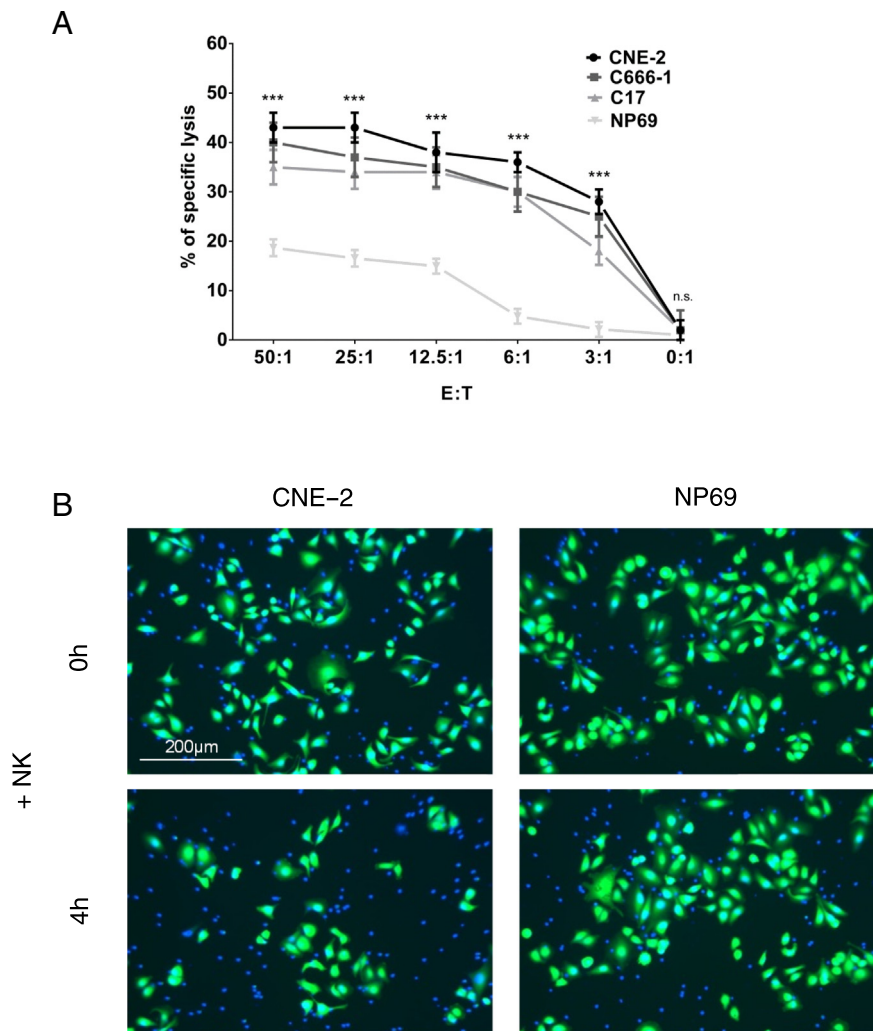 A
60
50
40
30
20
10
0
% of specific lysis
***
***
***
***
***
n.s.
CNE-2
C666-1
C17
NP69
50:1 25:1 12.5:1 6:1 3:1 0:1
E:T
B
CNE−2 NP69
0h
200µm
+ NK
4h